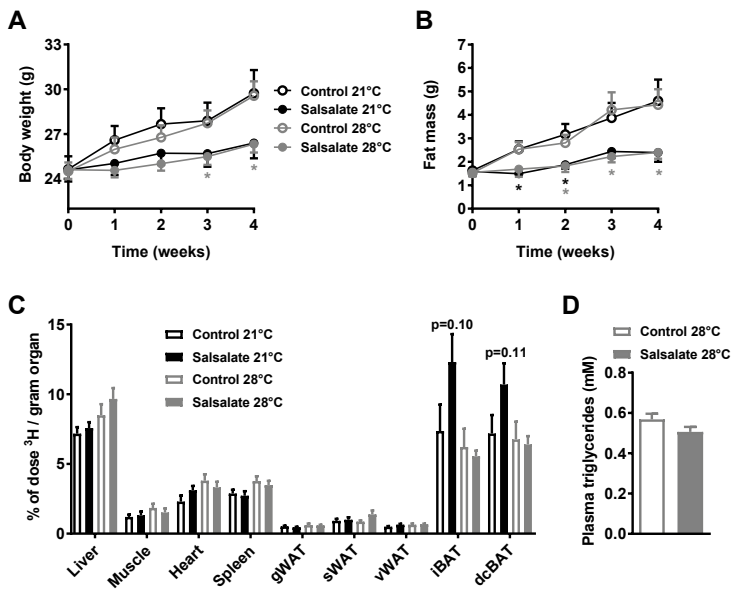 A
Body weight (g)
33
30
27
24
0 1 2 3 4
Time (weeks)
* *
Control 21°C
Salsalate 21°C
Control 28°C
Salsalate 28°C
B
Fat mass (g)
7
6
5
4
3
2
1
0
0 1 2 3 4
Time (weeks)
* * * * *
C
% of dose ³H / gram organ
15
10
5
0
Control 21°C
Salsalate 21°C
Control 28°C
Salsalate 28°C
p=0.10
p=0.11
Liver
Muscle
Heart
Spleen
gWAT
sWAT
vWAT
iBAT
dcBAT
D
Control 28°C
Salsalate 28°C
Plasma triglycerides (mM)
0.8
0.6
0.4
0.2
0.0